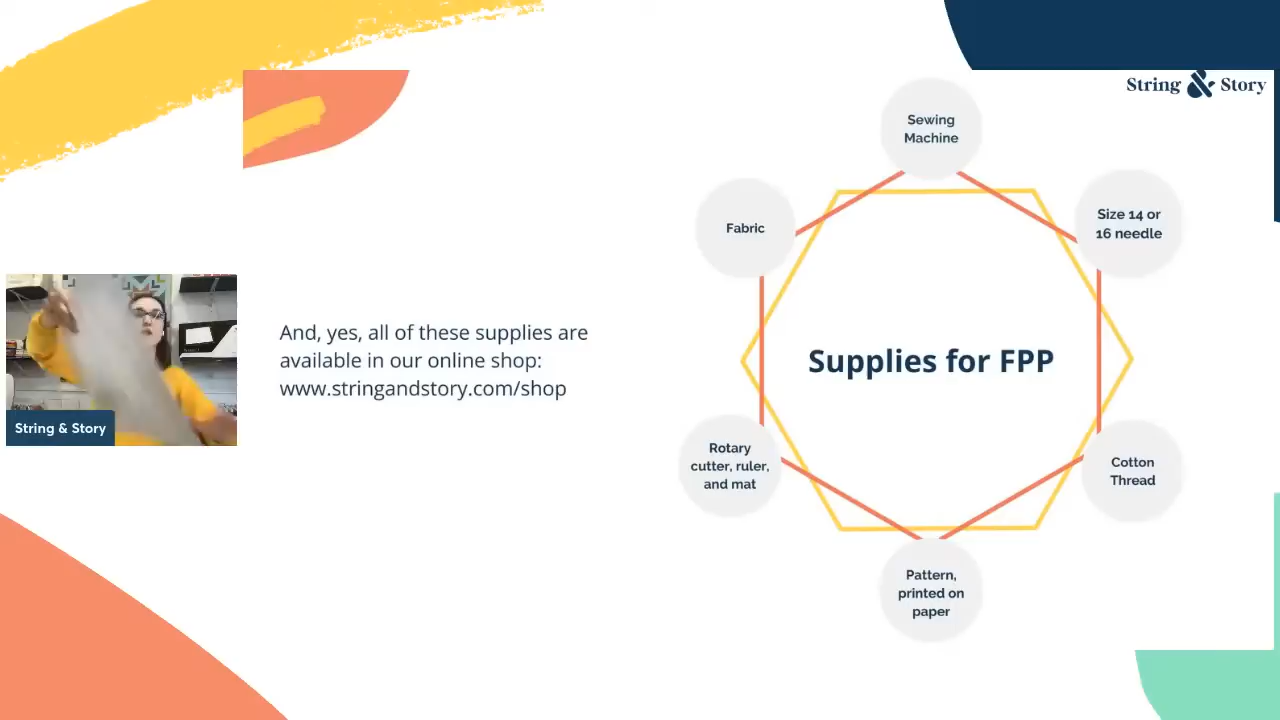 String & Story
Sewing
Machine
Size 14 or
16 needle
Fabric
And, yes, all of these supplies are
available in our online shop:
www.stringandstory.com/shop
Supplies for FPP
String & Story
Rotary
cutter, ruler,
and mat
Cotton
Thread
Pattern,
printed on
paper